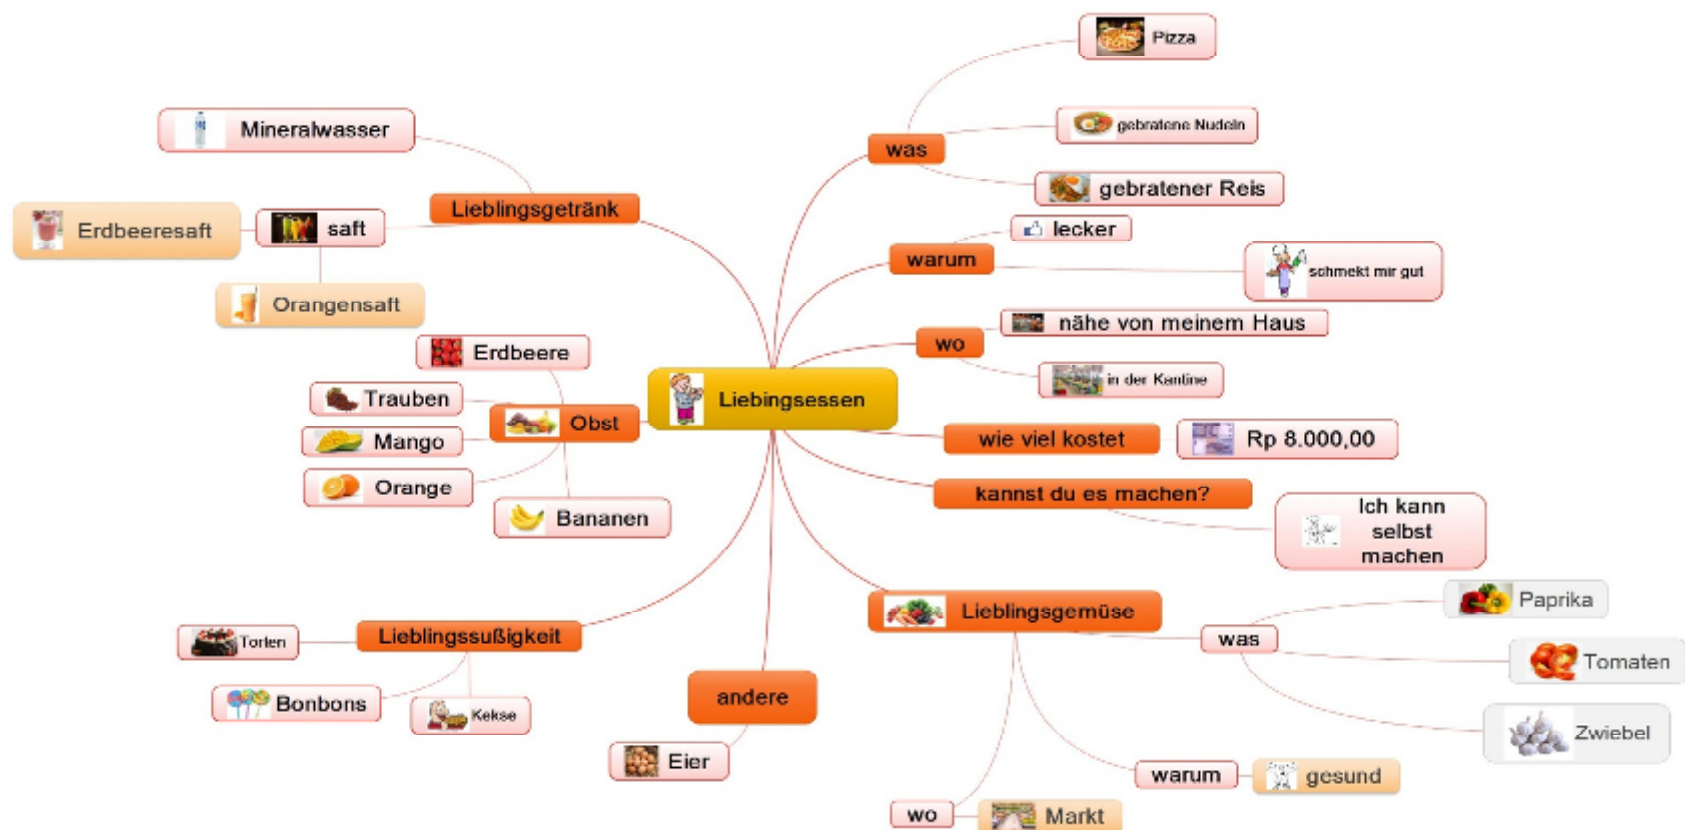 Liebingsessen
was
Pizza
gebratene Nudeln
gebratener Reis
warum
lecker
schmekt mir gut
wo
nähe von meinem Haus
in der Kantine
wie viel kostet
Rp 8.000,00
kannst du es machen?
Ich kann
selbst
machen
Lieblingsgemüse
was
Paprika
Tomaten
Zwiebel
warum
gesund
wo
Markt
andere
Eier
Lieblingssußigkeit
Torten
Bonbons
Kekse
Obst
Erdbeere
Trauben
Mango
Orange
Bananen
Lieblingsgetränk
Mineralwasser
saft
Erdbeeresaft
Orangensaft